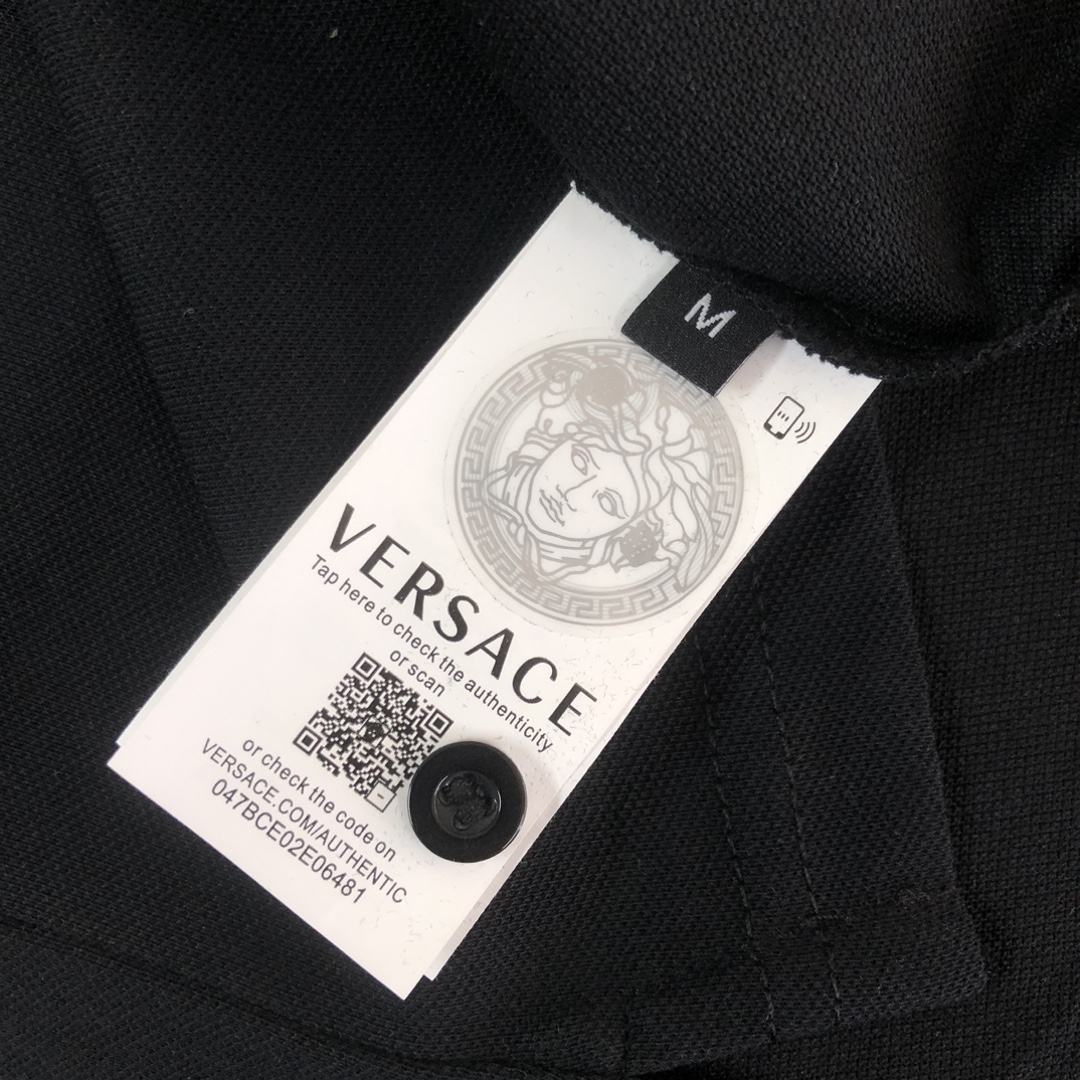 M
VERSACE
Tap here to check the authenticity
or scan
or check the code on
VERSACE.COM/AUTHENTIC
047BCE02E06481